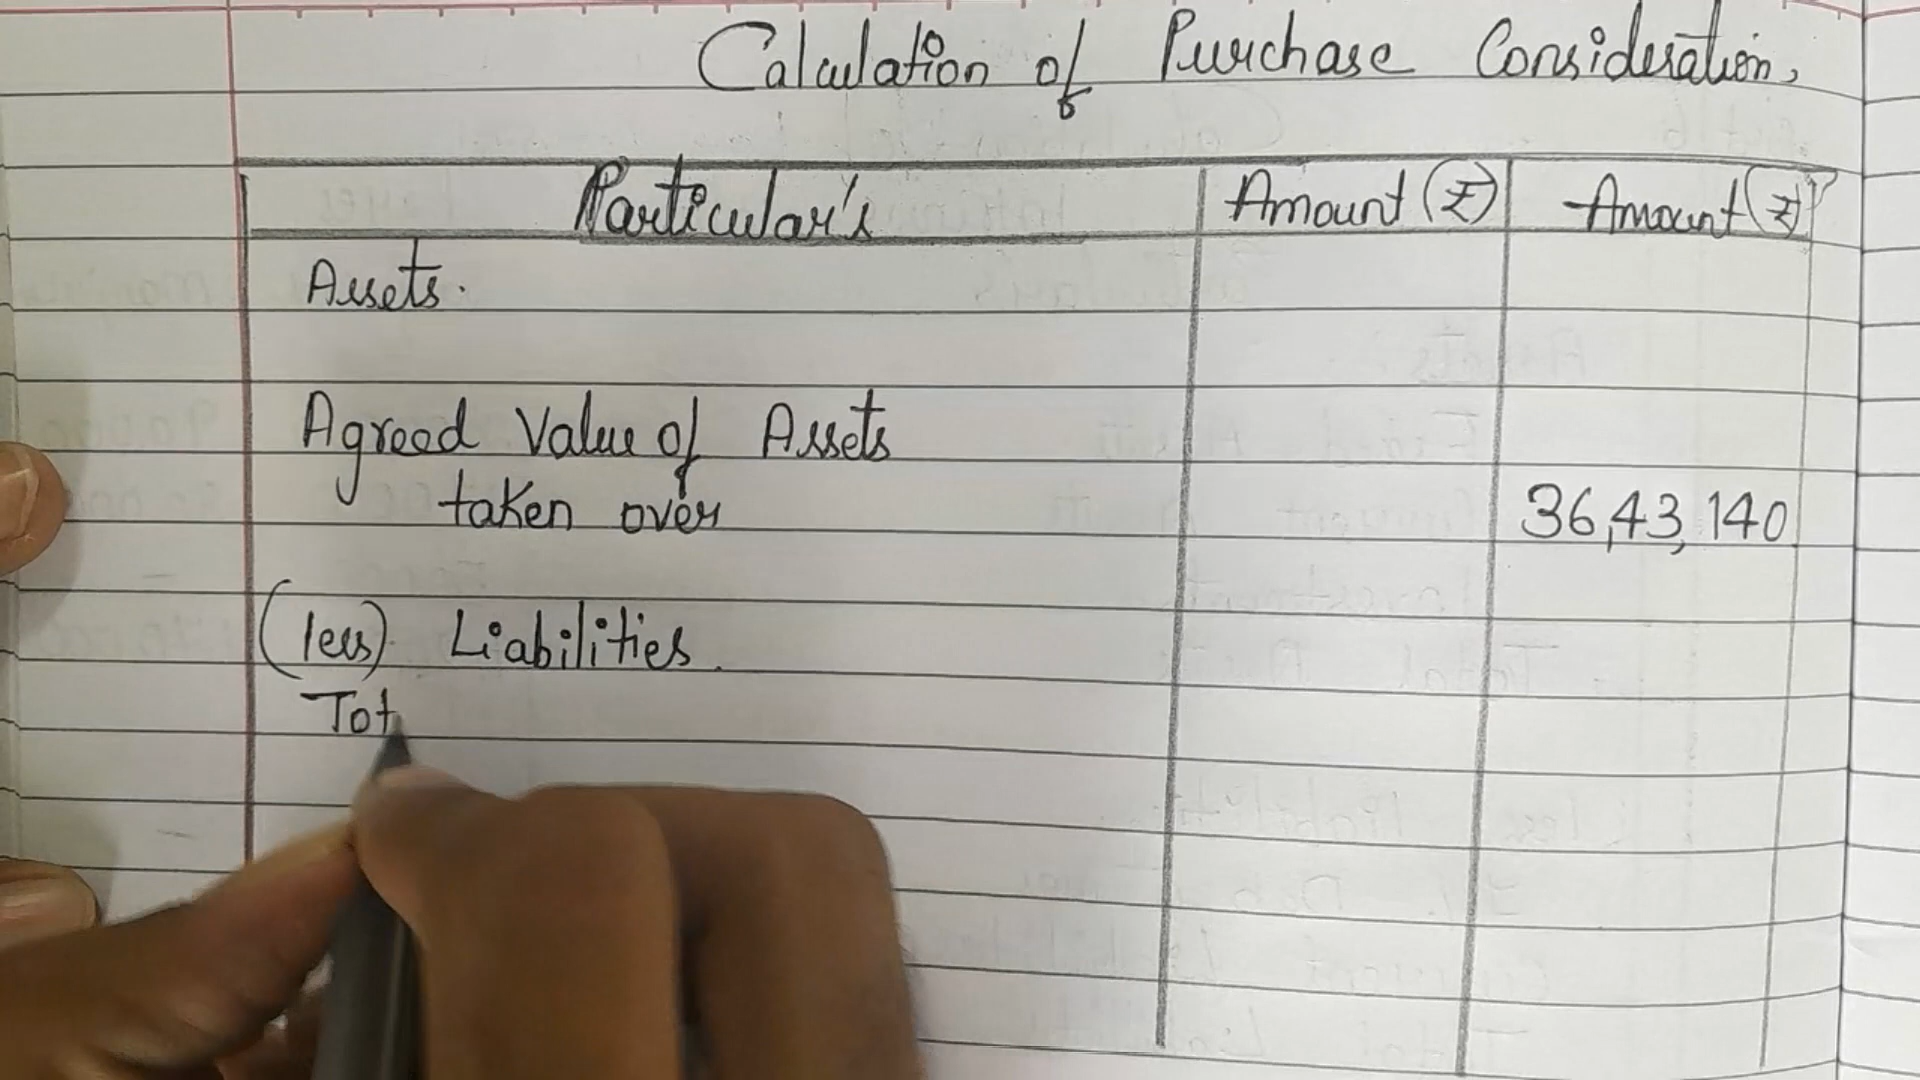 Calculation of Purchase Consideration,
Particular's Amount (₹) Amount (₹)
Assets.
Agreed Value of Assets
taken over 36,43,140
(less) Liabilities.
Tot